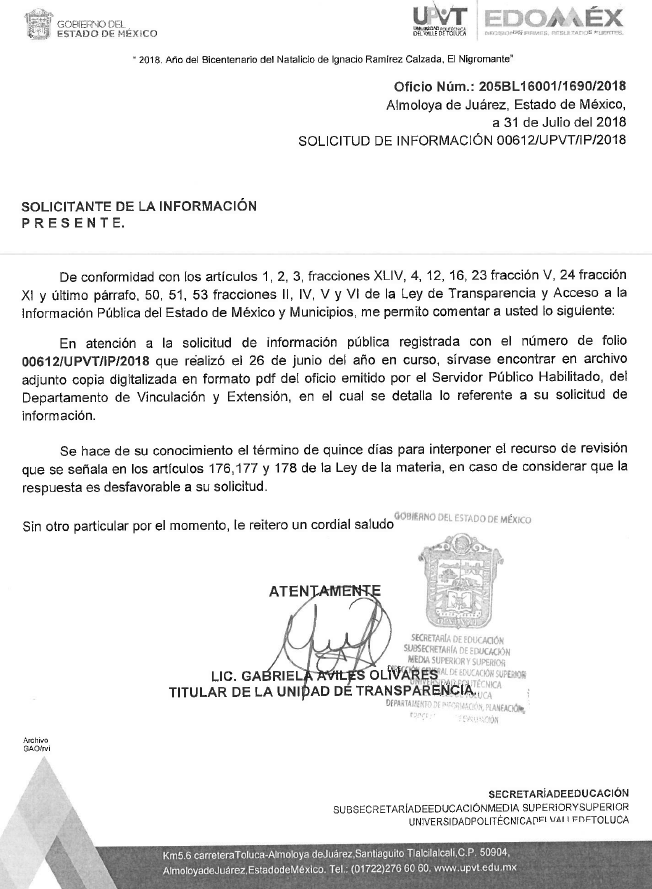 GOBIERNO DEL
ESTADO DE MÉXICO
UPVT
UNIVERSIDAD POLITÉCNICA
DEL VALLE DE TOLUCA
EDOMÉX
DECISIONES FIRMES, RESULTADOS FUERTES.
" 2018. Año del Bicentenario del Natalicio de Ignacio Ramírez Calzada, El Nigromante"
Oficio Núm.: 205BL16001/1690/2018
Almoloya de Juárez, Estado de México,
a 31 de Julio del 2018
SOLICITUD DE INFORMACIÓN 00612/UPVT/IP/2018
SOLICITANTE DE LA INFORMACIÓN
P R E S E N T E.
De conformidad con los artículos 1, 2, 3, fracciones XLIV, 4, 12, 16, 23 fracción V, 24 fracción
XI y último párrafo, 50, 51, 53 fracciones II, IV, V y VI de la Ley de Transparencia y Acceso a la
Información Pública del Estado de México y Municipios, me permito comentar a usted lo siguiente:
En atención a la solicitud de información pública registrada con el número de folio
00612/UPVT/IP/2018 que realizó el 26 de junio del año en curso, sírvase encontrar en archivo
adjunto copia digitalizada en formato pdf del oficio emitido por el Servidor Público Habilitado, del
Departamento de Vinculación y Extensión, en el cual se detalla lo referente a su solicitud de
información.
Se hace de su conocimiento el término de quince días para interponer el recurso de revisión
que se señala en los artículos 176,177 y 178 de la Ley de la materia, en caso de considerar que la
respuesta es desfavorable a su solicitud.
Sin otro particular por el momento, le reitero un cordial saludo
GOBIERNO DEL ESTADO DE MÉXICO
ATENTAMENTE
SECRETARÍA DE EDUCACIÓN
SUBSECRETARÍA DE EDUCACIÓN
MEDIA SUPERIOR Y SUPERIOR
DIRECCIÓN GENERAL DE EDUCACIÓN SUPERIOR
UNIVERSIDAD POLITÉCNICA
TOLUCA
DEPARTAMENTO DE INFORMACIÓN, PLANEACIÓN,
LIC. GABRIELA AVILES OLIVARES
TITULAR DE LA UNIDAD DE TRANSPARENCIA
Archivo
GAO/rvi
SECRETARÍADEEDUCACIÓN
SUBSECRETARÍADEEDUCACIÓNMEDIA SUPERIORYSUPERIOR
UNIVERSIDADPOLITÉCNICADELVALLEDETOLUCA
Km5.6 carreteraToluca-Almoloya deJuárez,Santiaguito Tlalcilalcali,C.P. 50904,
AlmoloyadeJuárez,EstadodeMéxico. Tel.: (01722)276 60 60, www.upvt.edu.mx